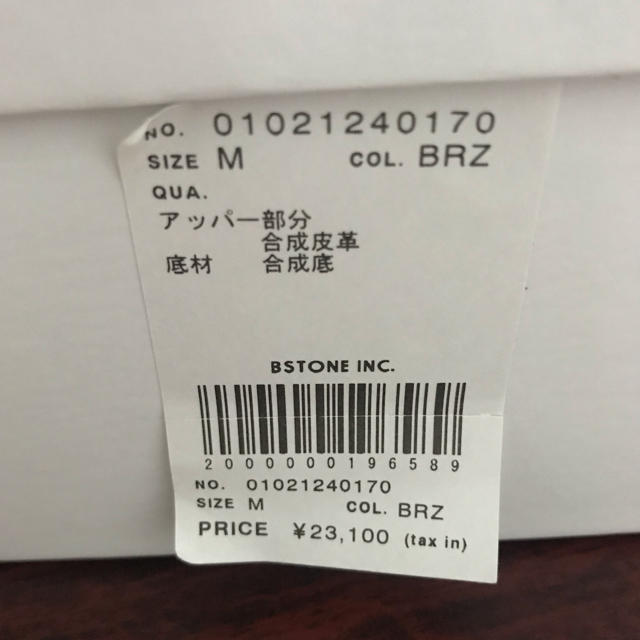 NO. 01021240170
SIZE M COL. BRZ
QUA.
アッパー部分
合成皮革
底材 合成底
BSTONE INC.
2000000196589
NO. 01021240170
SIZE M COL. BRZ
PRICE ¥23,100 (tax in)